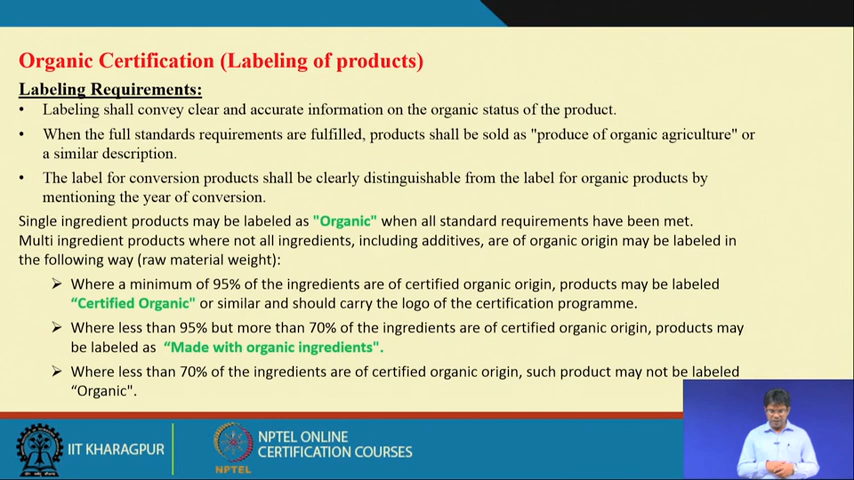 Organic Certification (Labeling of products)
Labeling Requirements:
• Labeling shall convey clear and accurate information on the organic status of the product.
• When the full standards requirements are fulfilled, products shall be sold as "produce of organic agriculture" or
a similar description.
• The label for conversion products shall be clearly distinguishable from the label for organic products by
mentioning the year of conversion.
Single ingredient products may be labeled as "Organic" when all standard requirements have been met.
Multi ingredient products where not all ingredients, including additives, are of organic origin may be labeled in
the following way (raw material weight):
➢ Where a minimum of 95% of the ingredients are of certified organic origin, products may be labeled
“Certified Organic" or similar and should carry the logo of the certification programme.
➢ Where less than 95% but more than 70% of the ingredients are of certified organic origin, products may
be labeled as “Made with organic ingredients".
➢ Where less than 70% of the ingredients are of certified organic origin, such product may not be labeled
“Organic".
IIT KHARAGPUR
NPTEL
NPTEL ONLINE
CERTIFICATION COURSES